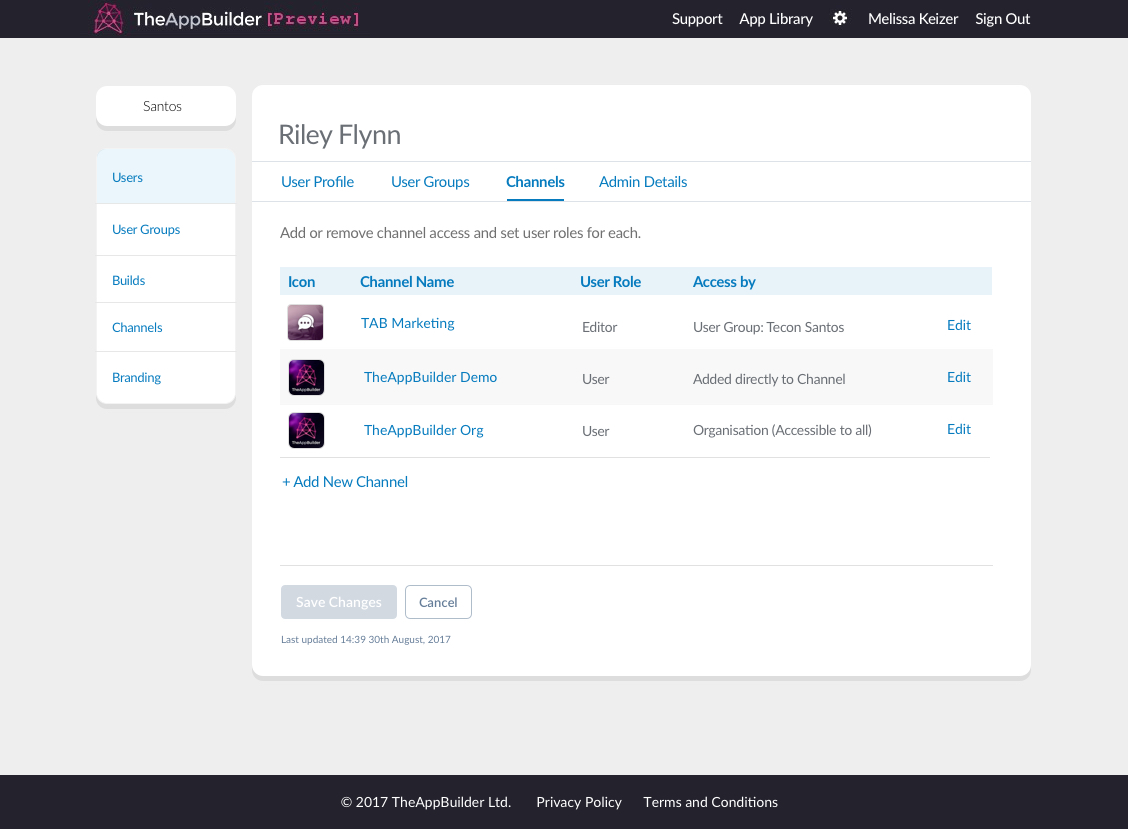 TheAppBuilder [Preview] Support App Library Melissa Keizer Sign Out
Santos
Users
User Groups
Builds
Channels
Branding
Riley Flynn
User Profile User Groups Channels Admin Details
Add or remove channel access and set user roles for each.
Icon Channel Name User Role Access by
TAB Marketing Editor User Group: Tecon Santos Edit
TheAppBuilder
TheAppBuilder Demo User Added directly to Channel Edit
TheAppBuilder
TheAppBuilder Org User Organisation (Accessible to all) Edit
+ Add New Channel
Save Changes Cancel
Last updated 14:39 30th August, 2017
© 2017 TheAppBuilder Ltd. Privacy Policy Terms and Conditions